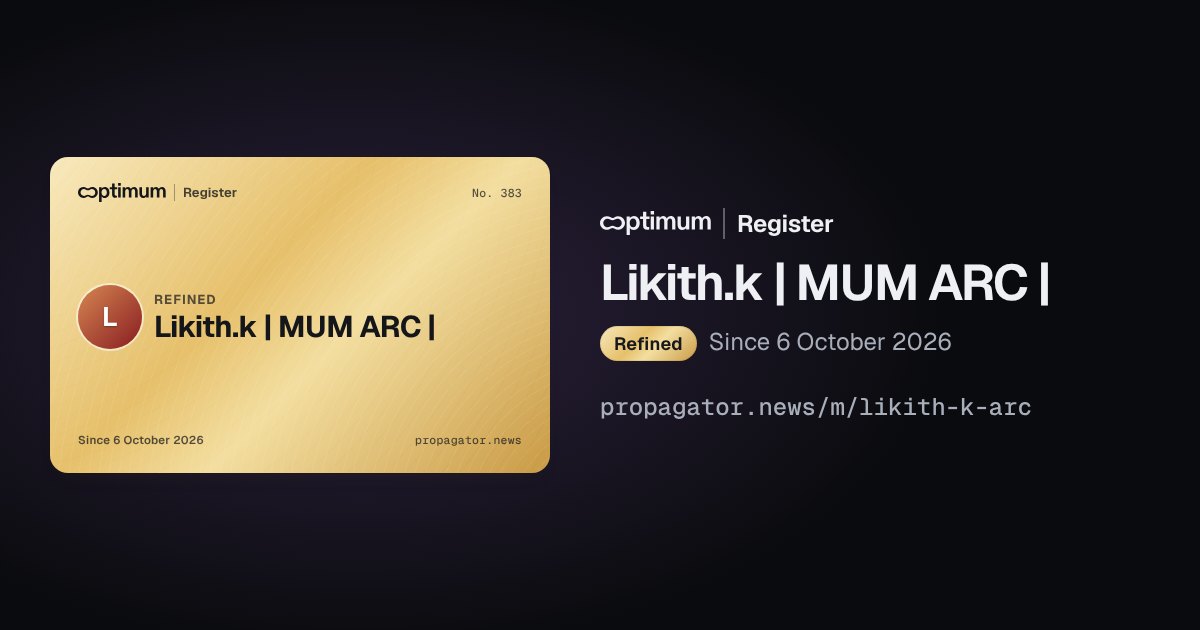 optimum | Register
No. 383
L
REFINED
Likith.k | MUM ARC |
Since 6 October 2026
propagator.news
optimum | Register
Likith.k | MUM ARC |
Refined
Since 6 October 2026
propagator.news/m/likith-k-arc